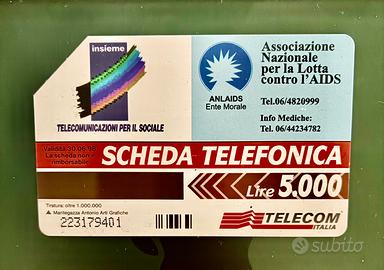 insieme
TELECOMUNICAZIONI PER IL SOCIALE
ANLAIDS
Ente Morale
Associazione
Nazionale
per la Lotta
contro l'AIDS
Tel.06/4820999
Info Mediche:
Tel. 06/44234782
Validità 30.06.98
La scheda non è
rimborsabile
SCHEDA TELEFONICA
Lire 5.000
Tiratura: oltre 1.000.000
Mantegazza Antonio Arti Grafiche
223179401
TELECOM
ITALIA
subito